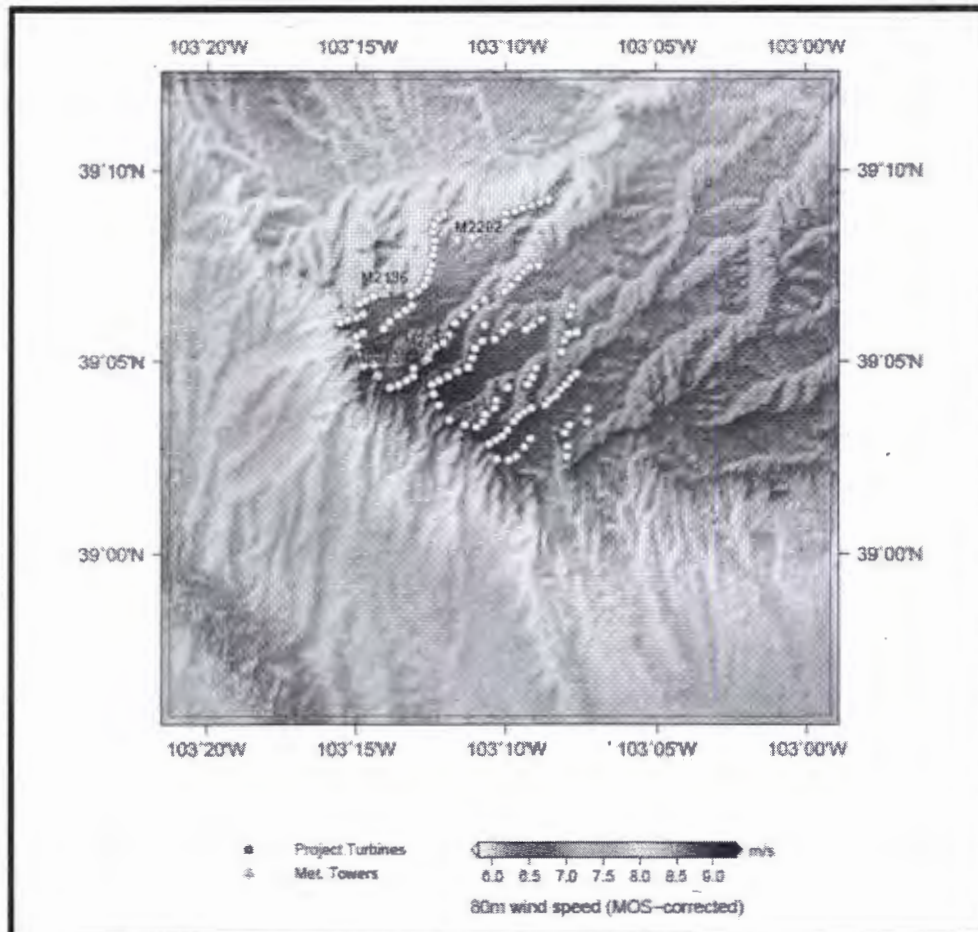 103°20'W 103°15'W 103°10'W 103°05'W 103°00'W
39°10'N 39°10'N
M2292
M2136
39°05'N 39°05'N
39°00'N 39°00'N
103°20'W 103°15'W 103°10'W 103°05'W 103°00'W
Project Turbines
Met. Towers
m/s
6.0 6.5 7.0 7.5 8.0 8.5 9.0
80m wind speed (MOS-corrected)